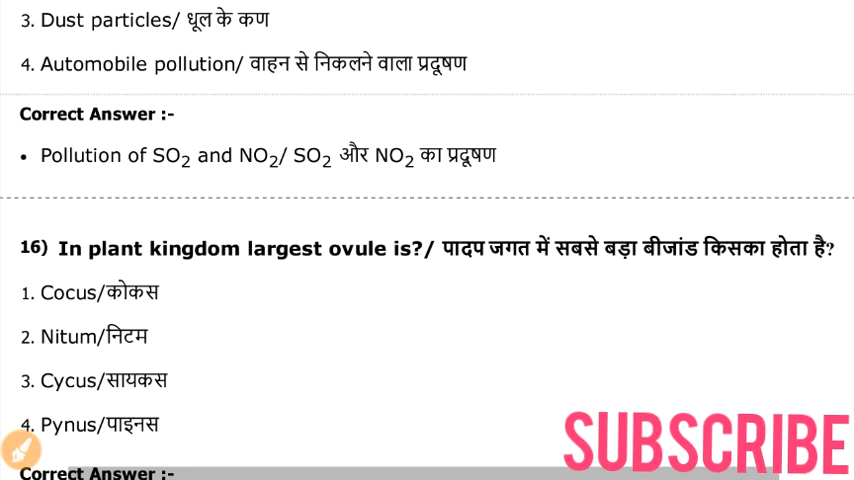 3. Dust particles/ धूल के कण
4. Automobile pollution/ वाहन से निकलने वाला प्रदूषण
Correct Answer :-
• Pollution of SO2 and NO2/ SO2 और NO2 का प्रदूषण
16) In plant kingdom largest ovule is?/ पादप जगत में सबसे बड़ा बीजांड किसका होता है?
1. Cocus/कोकस
2. Nitum/निटम
3. Cycus/सायकस
4. Pynus/पाइनस
SUBSCRIBE
Correct Answer :-